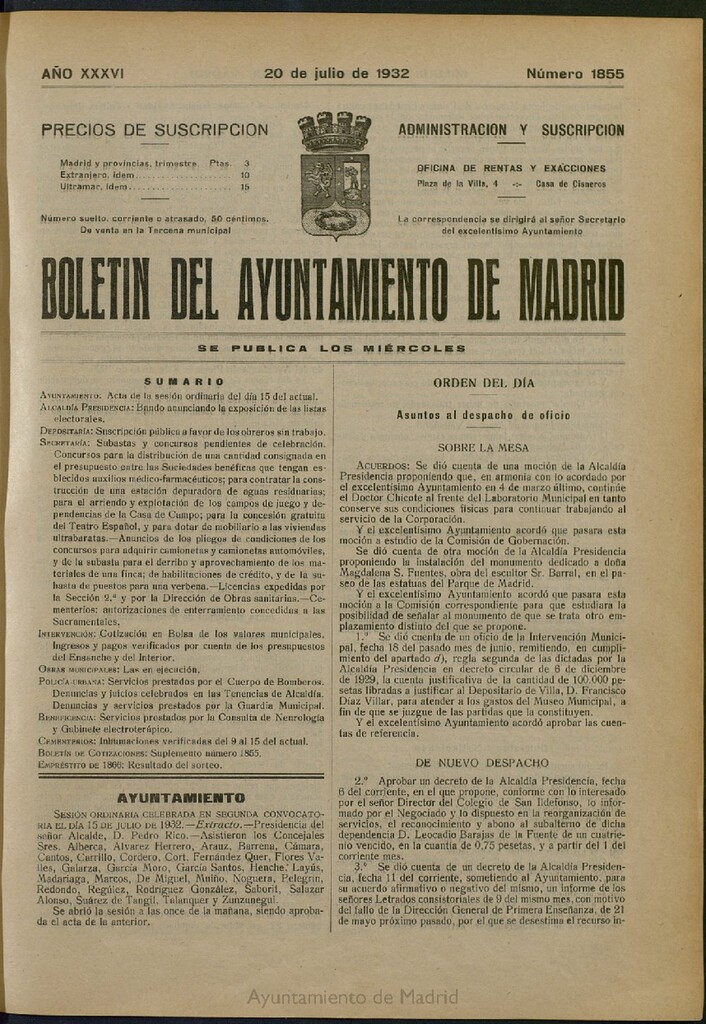 AÑO XXXVI
20 de julio de 1932
Número 1855
PRECIOS DE SUSCRIPCION
Madrid y provincias, trimestre Ptas. 3
Extranjero, ídem........................ 10
Ultramar, ídem........................ 15
Número suelto, corriente o atrasado, 50 céntimos.
De venta en la Tercena municipal
ADMINISTRACION Y SUSCRIPCION
OFICINA DE RENTAS Y EXACCIONES
Plaza de la Villa, 4 -:- Casa de Cisneros
La correspondencia se dirigirá al señor Secretario
del excelentísimo Ayuntamiento
BOLETIN DEL AYUNTAMIENTO DE MADRID
SE PUBLICA LOS MIÉRCOLES
SUMARIO
AYUNTAMIENTO: Acta de la sesión ordinaria del día 15 del actual.
ALCALDÍA PRESIDENCIA: Bando anunciando la exposición de las listas
electorales.
DEPOSITARÍA: Suscripción pública a favor de los obreros sin trabajo.
SECRETARÍA: Subastas y concursos pendientes de celebración.
Concursos para la distribución de una cantidad consignada en
el presupuesto entre las Sociedades benéficas que tengan es-
blecidos auxilios médico-farmacéuticos; para contratar la cons-
trucción de una estación depuradora de aguas residuarias;
para el arriendo y explotación de los campos de juego y de-
pendencias de la Casa de Campo; para la concesión gratuita
del Teatro Español, y para dotar de mobiliario a las viviendas
ultrabaratas.—Anuncios de los pliegos de condiciones de los
concursos para adquirir camionetas y camionetas automóviles,
y de la subasta para el derribo y aprovechamiento de los ma-
teriales de una finca; de habilitaciones de crédito, y de la su-
basta de puestos para una verbena.—Licencias expedidas por
la Sección 2.ª y por la Dirección de Obras sanitarias.—Ce-
menterios: autorizaciones de enterramiento concedidas a las
Sacramentales.
INTERVENCIÓN: Cotización en Bolsa de los valores municipales.
Ingresos y pagos verificados por cuenta de los presupuestos
del Ensanche y del Interior.
OBRAS MUNICIPALES: Las en ejecución.
POLICÍA URBANA: Servicios prestados por el Cuerpo de Bomberos.
Denuncias y juicios celebrados en las Tenencias de Alcaldía.
Denuncias y servicios prestados por la Guardia Municipal.
BENEFICENCIA: Servicios prestados por la Consulta de Neurología
y Gabinete electroterápico.
CEMENTERIOS: Inhumaciones verificadas del 9 al 15 del actual.
BOLETÍN DE COTIZACIONES: Suplemento número 1855.
EMPRÉSTITO DE 1868: Resultado del sorteo.
AYUNTAMIENTO
SESIÓN ORDINARIA CELEBRADA EN SEGUNDA CONVOCATO-
RIA EL DÍA 15 DE JULIO DE 1932.—Extracto.—Presidencia del
señor Alcalde, D. Pedro Rico.—Asistieron los Concejales
Sres. Alberca, Alvarez Herrero, Arauz, Barrena, Cámara,
Cantos, Carrillo, Cordero, Cort, Fernández Quer, Flores Va-
lles, Galarza, García Moro, García Santos, Henche, Layús,
Madariaga, Marcos, De Miguel, Muiño, Noguera, Pelegrín,
Redondo, Regúlez, Rodríguez González, Saborit, Salazar
Alonso, Suárez de Tangil, Talanquer y Zunzunegui.
Se abrió la sesión a las once de la mañana, siendo aproba-
da el acta de la anterior.
ORDEN DEL DÍA
Asuntos al despacho de oficio
SOBRE LA MESA
ACUERDOS: Se dió cuenta de una moción de la Alcaldía
Presidencia proponiendo que, en armonía con lo acordado por
el excelentísimo Ayuntamiento en 4 de marzo último, continúe
el Doctor Chicote al frente del Laboratorio Municipal en tanto
conserve sus condiciones físicas para continuar trabajando al
servicio de la Corporación.
Y el excelentísimo Ayuntamiento acordó que pasara esta
moción a estudio de la Comisión de Gobernación.
Se dió cuenta de otra moción de la Alcaldía Presidencia
proponiendo la instalación del monumento dedicado a doña
Magdalena S. Fuentes, obra del escultor Sr. Barral, en el pa-
seo de las estatuas del Parque de Madrid.
Y el excelentísimo Ayuntamiento acordó que pasara esta
moción a la Comisión correspondiente para que estudiara la
posibilidad de señalar al monumento de que se trata otro em-
plazamiento distinto del que se propone.
1.º Se dió cuenta de un oficio de la Intervención Munici-
pal, fecha 18 del pasado mes de junio, remitiendo, en cumpli-
miento del apartado d), regla segunda de las dictadas por la
Alcaldía Presidencia en decreto circular de 6 de diciembre
de 1929, la cuenta justificativa de la cantidad de 100.000 pe-
setas libradas a justificar al Depositario de Villa, D. Francisco
Díaz Villar, para atender a los gastos del Museo Municipal, a
fin de que se juzgue de las partidas que la constituyen.
Y el excelentísimo Ayuntamiento acordó aprobar las cuen-
tas de referencia.
DE NUEVO DESPACHO
2.º Aprobar un decreto de la Alcaldía Presidencia, fecha
6 del corriente, en el que propone, conforme con lo interesado
por el señor Director del Colegio de San Ildefonso, lo infor-
mado por el Negociado y lo dispuesto en la reorganización de
servicios, el reconocimiento y abono al subalterno de dicha
dependencia D. Leocadio Barajas de la Fuente de un cuatrie-
nio vencido, en la cuantía de 0,75 pesetas, y a partir del 1 del
corriente mes.
3.º Se dió cuenta de un decreto de la Alcaldía Presiden-
cia, fecha 11 del corriente, sometiendo al Ayuntamiento, para
su acuerdo afirmativo o negativo del mismo, un informe de los
señores Letrados consistoriales de 9 del mismo mes, con motivo
del fallo de la Dirección General de Primera Enseñanza, de 21
de mayo próximo pasado, por el que se desestima el recurso in-
Ayuntamiento de Madrid